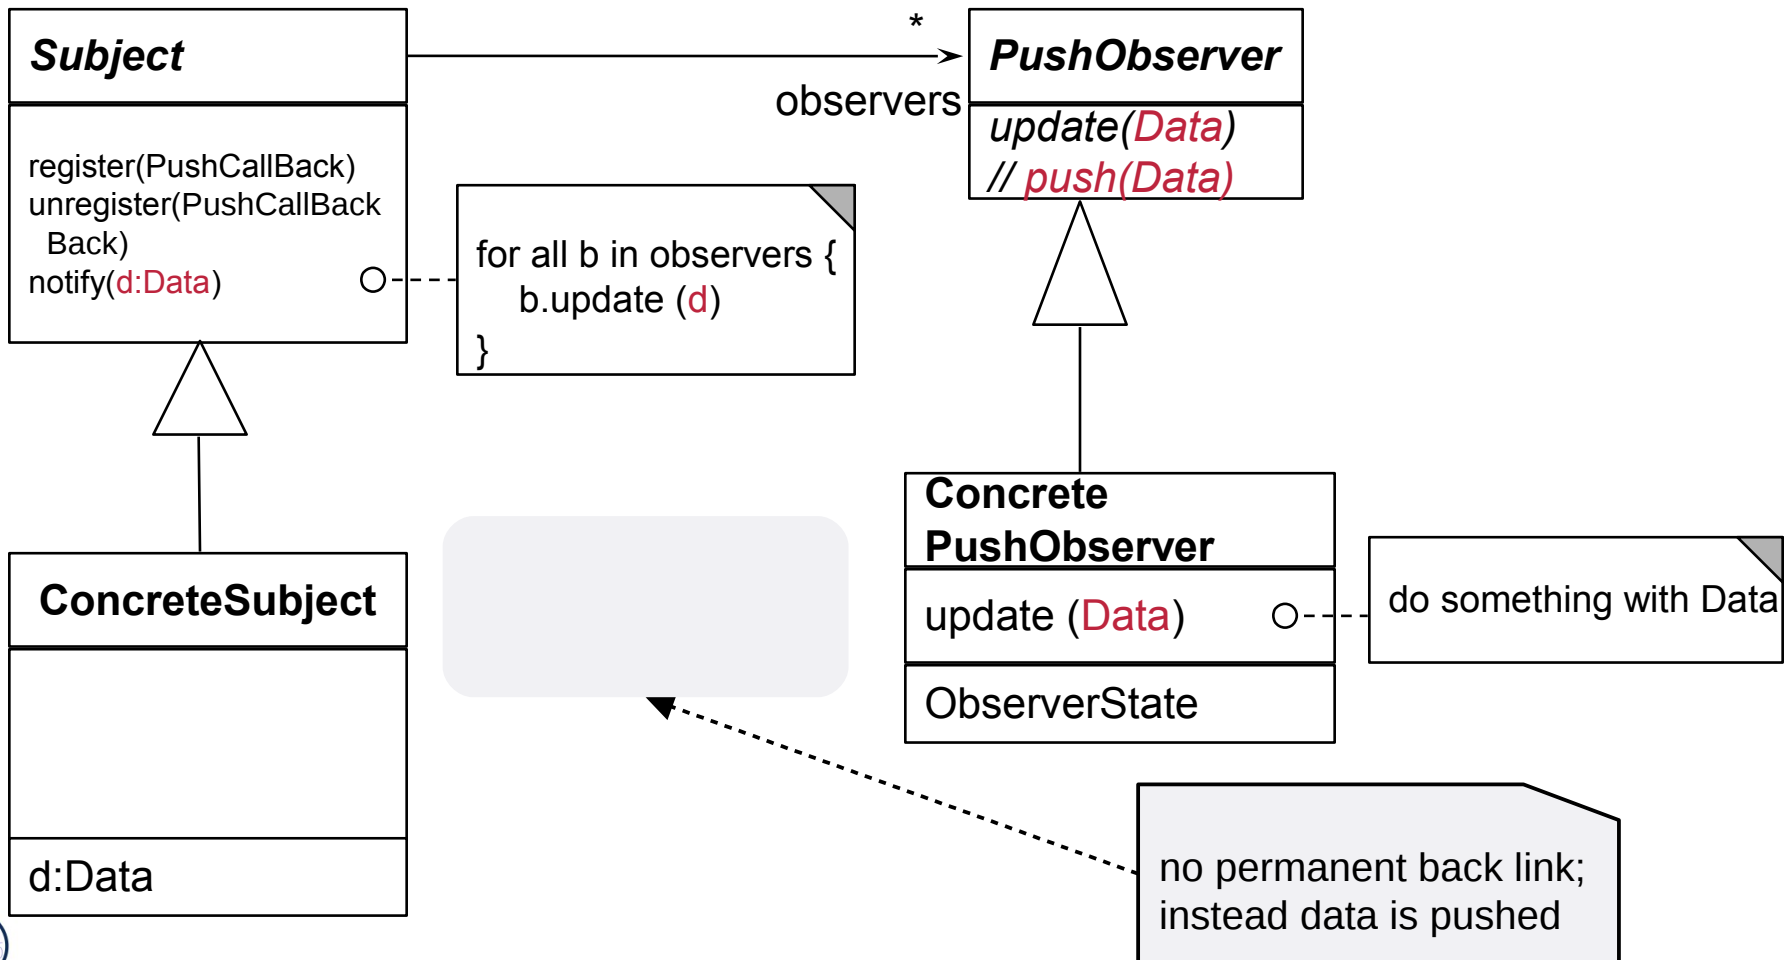 Subject
register(PushCallBack)
unregister(PushCallBack
Back)
notify(d:Data)
for all b in observers {
b.update (d)
}
*
observers
PushObserver
update(Data)
// push(Data)
ConcreteSubject
d:Data
Concrete
PushObserver
update (Data)
ObserverState
do something with Data
no permanent back link;
instead data is pushed